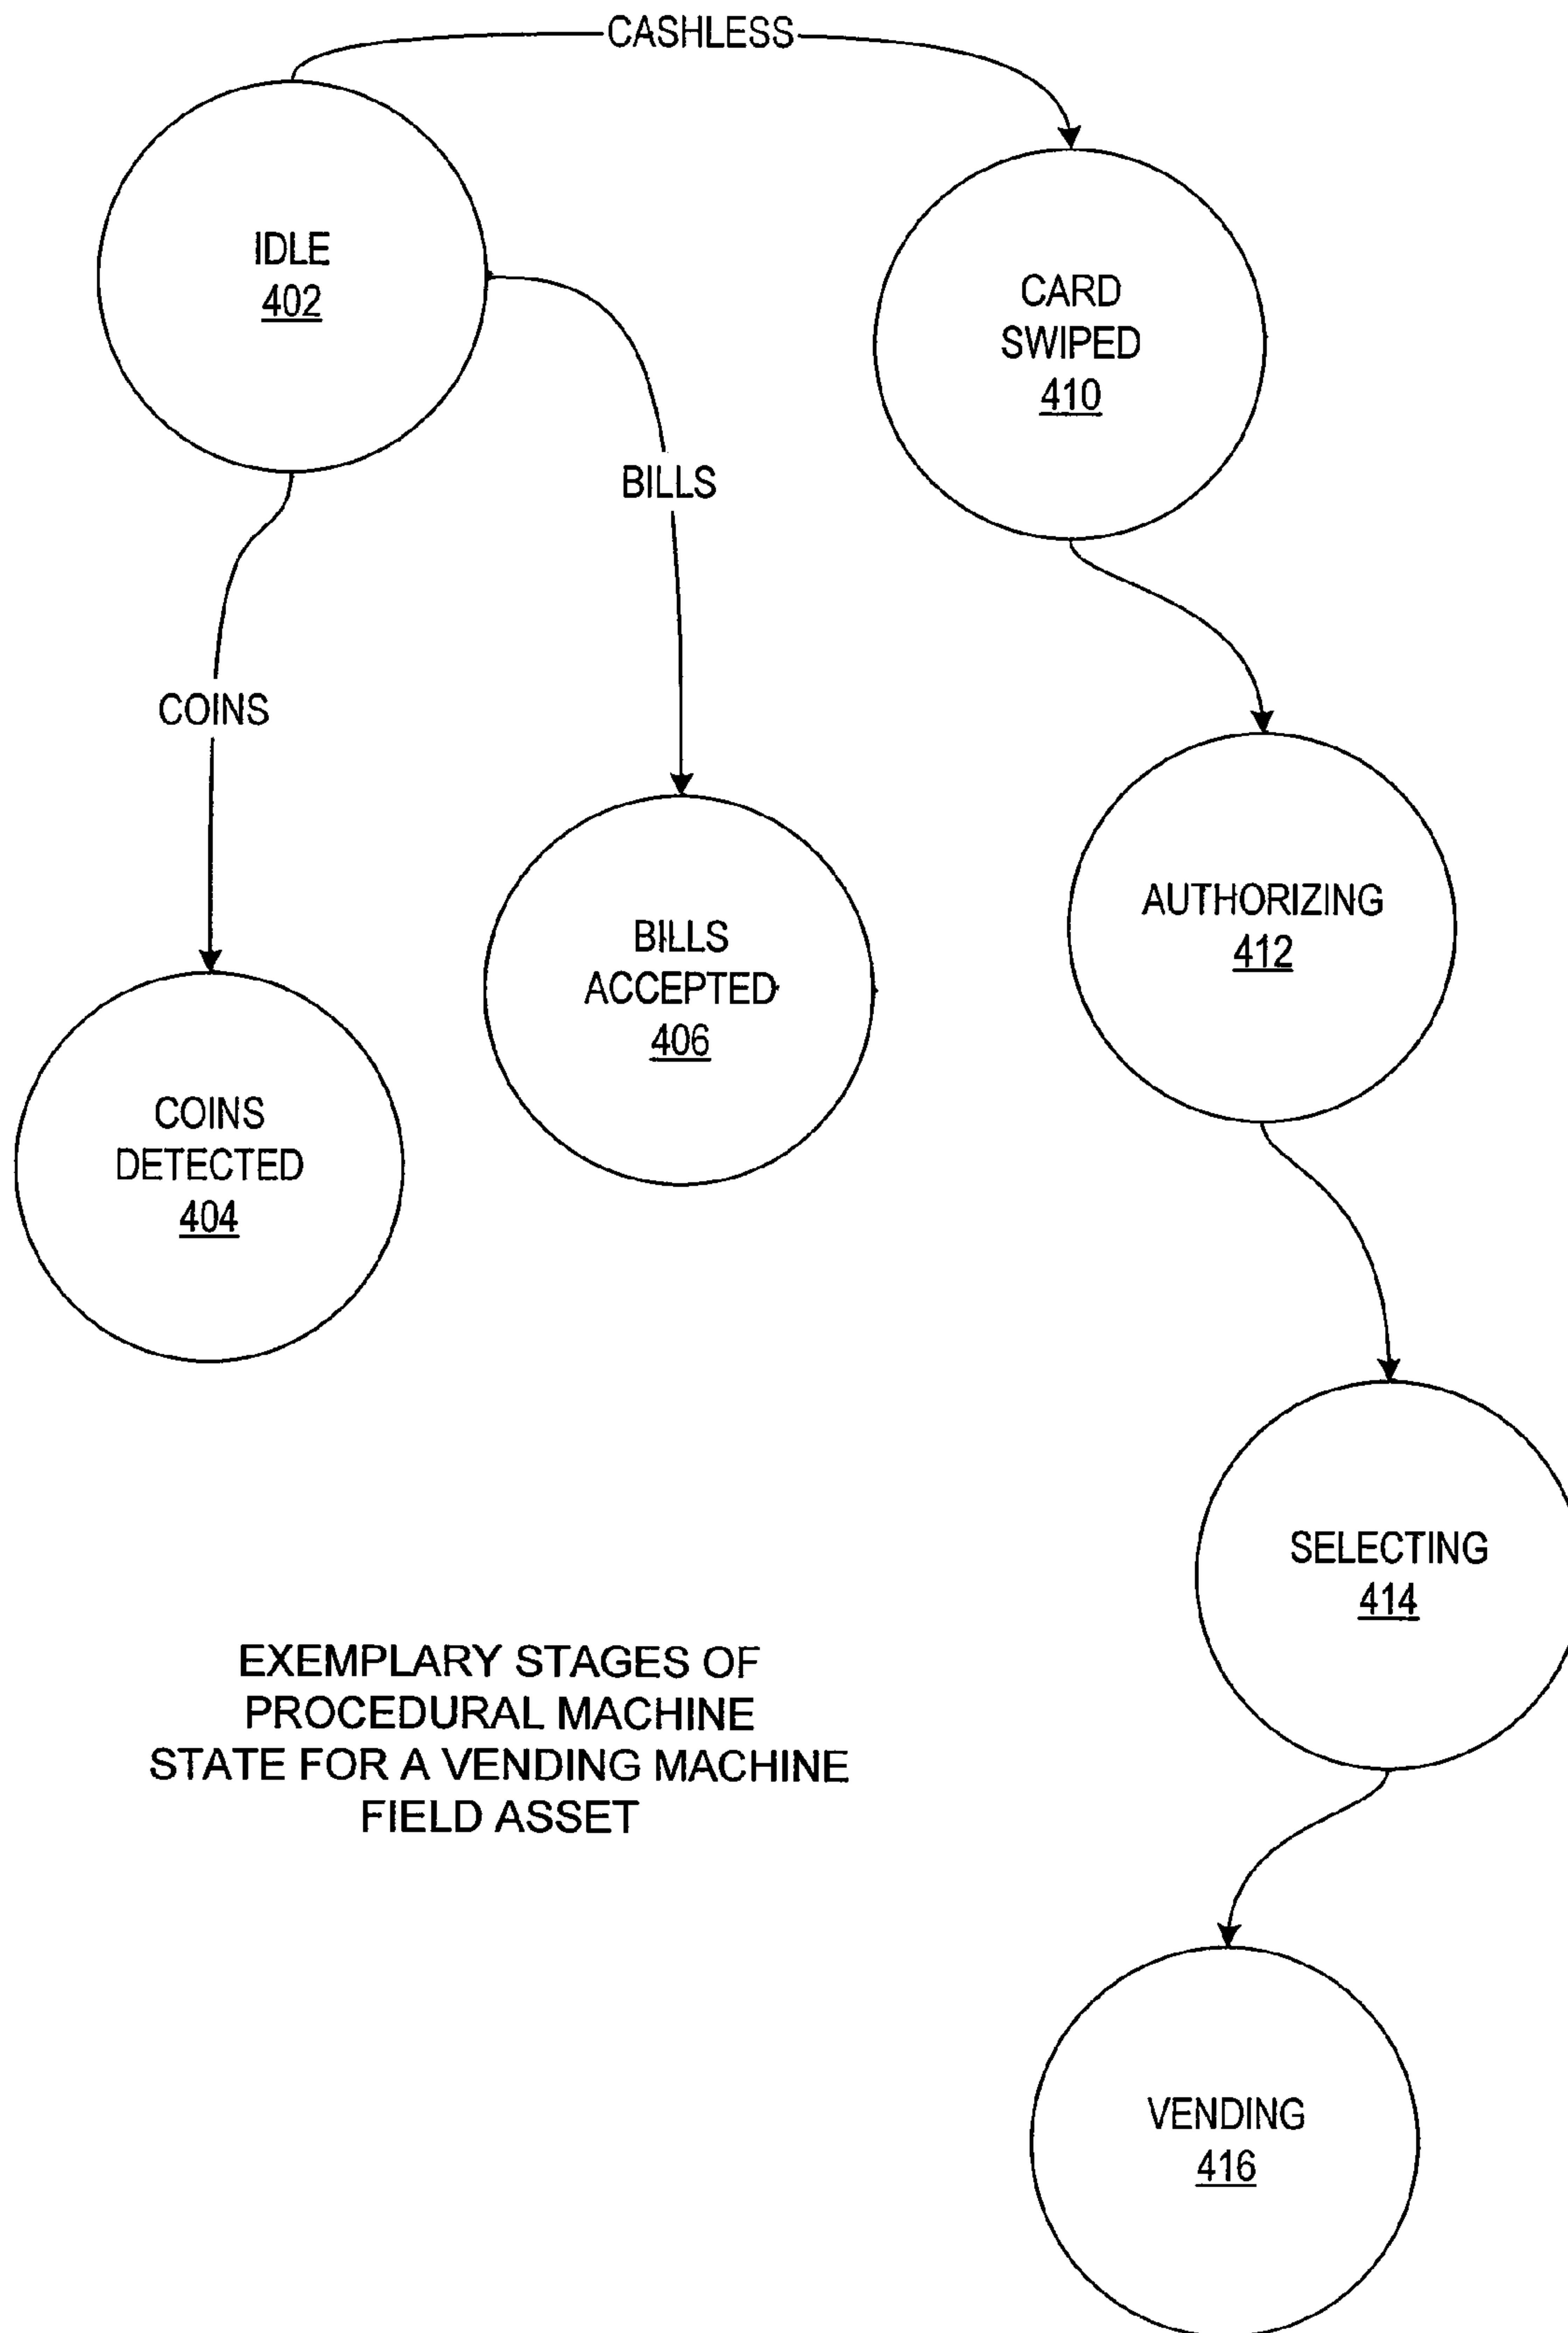 CASHLESS
IDLE
402
CARD
SWIPED
410
BILLS
COINS
AUTHORIZING
412
BILLS
ACCEPTED
406
COINS
DETECTED
404
SELECTING
414
EXEMPLARY STAGES OF
PROCEDURAL MACHINE
STATE FOR A VENDING MACHINE
FIELD ASSET
VENDING
416